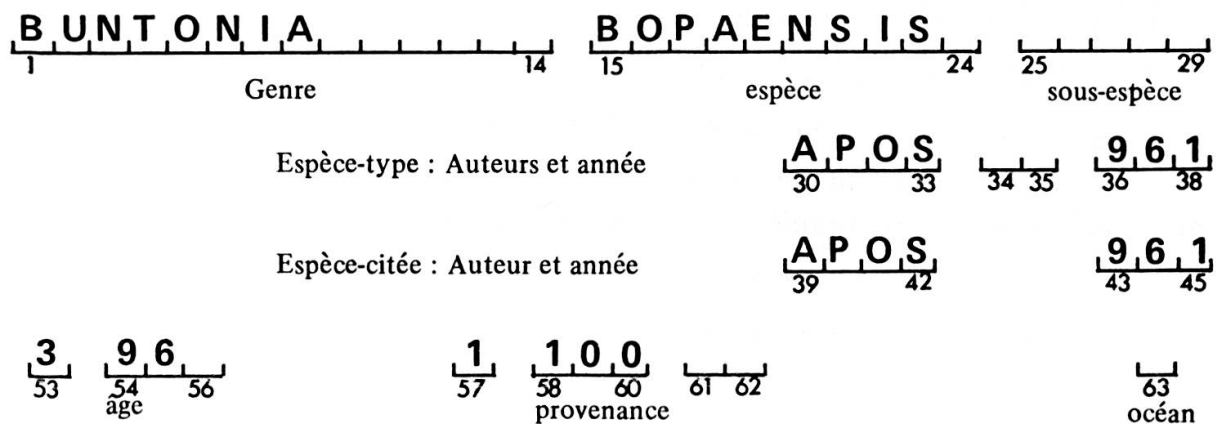 BUNTONIA BOPAENSIS
1 14 15 24 25 29
Genre espèce sous-espèce
Espèce-type : Auteurs et année APOS 961
30 33 34 35 36 38
Espèce-citée : Auteur et année APOS 961
39 42 43 45
3 96 1 100
53 54 56 57 58 60 61 62 63
âge provenance océan